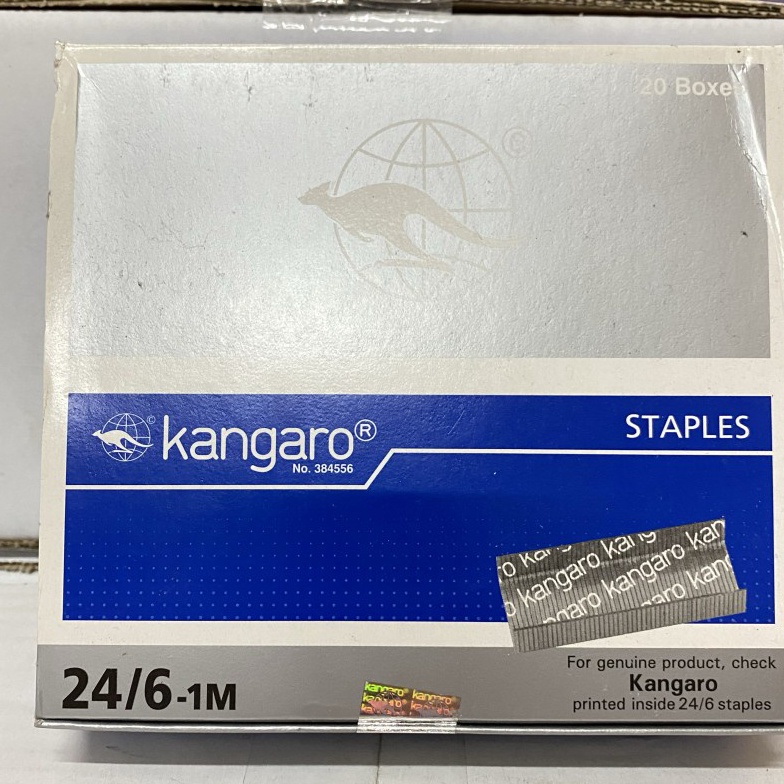 20 Boxes
©
© kangaro®
No. 384556
STAPLES
kangaro kangaro
kangaro kangaro
24/6-1M
kangaro® kangaro®
For genuine product, check
Kangaro
printed inside 24/6 staples